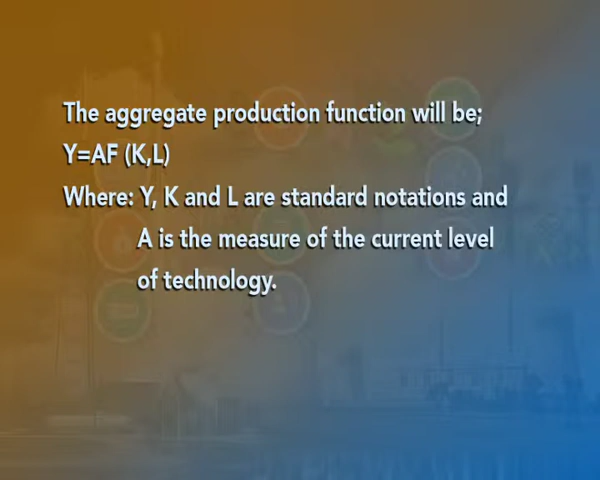 The aggregate production function will be;
Y=AF (K,L)
Where: Y, K and L are standard notations and
A is the measure of the current level
of technology.